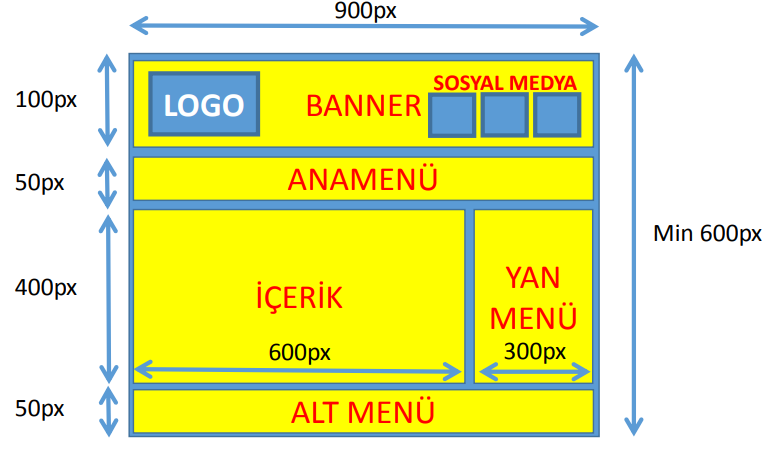 900px
100px
LOGO
BANNER
SOSYAL MEDYA
50px
ANAMENÜ
400px
İÇERİK
600px
YAN
MENÜ
300px
Min 600px
50px
ALT MENÜ